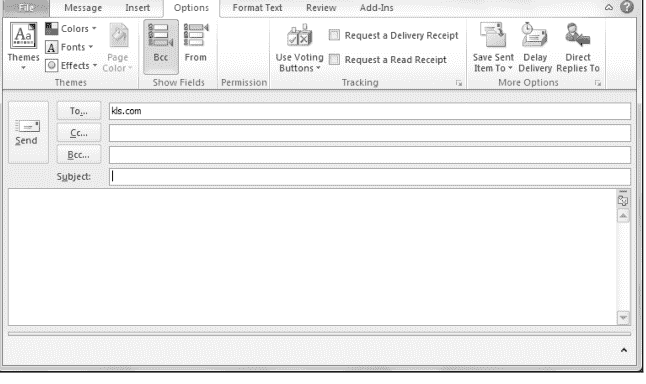 File Message Insert Options Format Text Review Add-Ins
Aa
Themes
Colors
A Fonts
Effects
Page Color
Themes
Bcc From
Show Fields
Permission
Use Voting Buttons
Request a Delivery Receipt
Request a Read Receipt
Tracking
Save Sent Item To
Delay Delivery
Direct Replies To
More Options
Send
To... kls.com
Cc...
Bcc...
Subject: